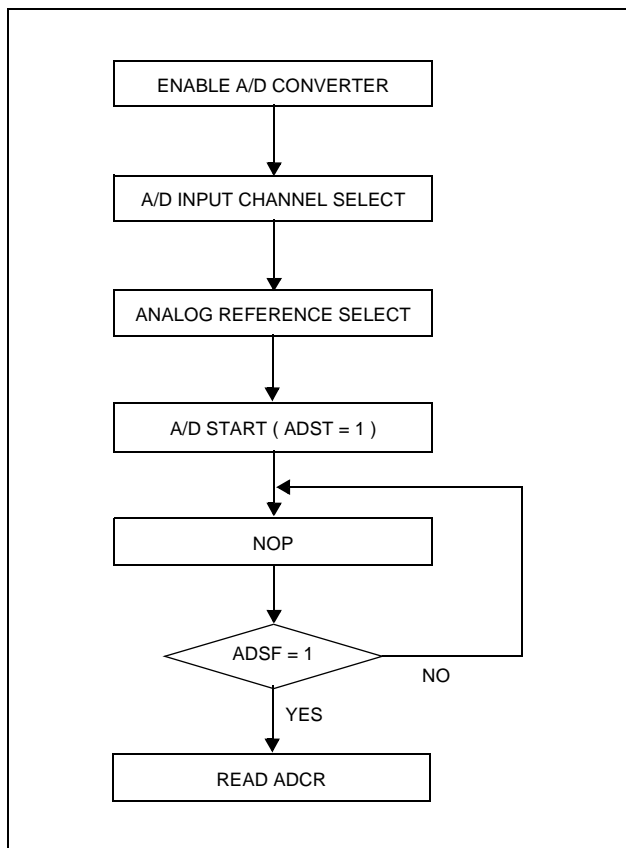 ENABLE A/D CONVERTER
A/D INPUT CHANNEL SELECT
ANALOG REFERENCE SELECT
A/D START ( ADST = 1 )
NOP
ADSF = 1
NO
YES
READ ADCR